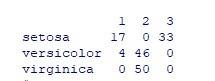 1 2 3
setosa 17 0 33
versicolor 4 46 0
virginica 0 50 0